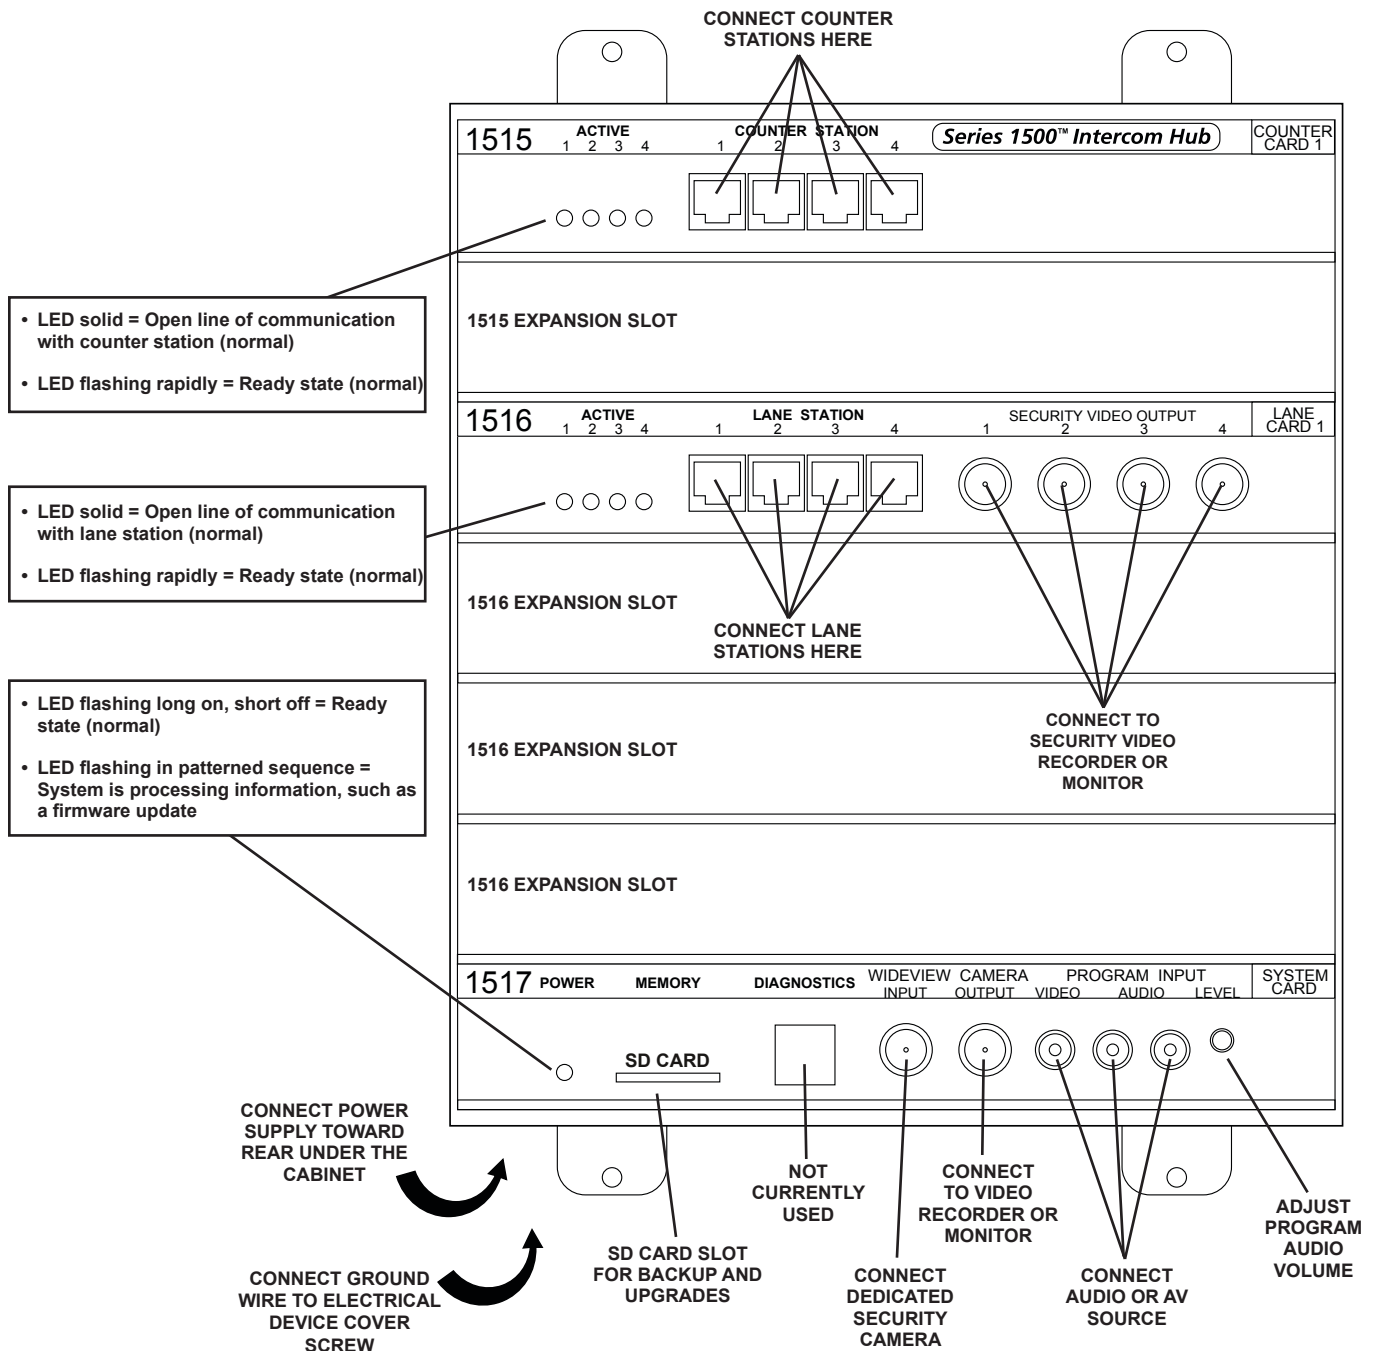 CONNECT COUNTER
STATIONS HERE
1515
ACTIVE
1 2 3 4
COUNTER STATION
1 2 3 4
Series 1500™ Intercom Hub
COUNTER
CARD 1
• LED solid = Open line of communication
with counter station (normal)
• LED flashing rapidly = Ready state (normal)
1515 EXPANSION SLOT
1516
ACTIVE
1 2 3 4
LANE STATION
1 2 3 4
SECURITY VIDEO OUTPUT
1 2 3 4
LANE
CARD 1
• LED solid = Open line of communication
with lane station (normal)
• LED flashing rapidly = Ready state (normal)
1516 EXPANSION SLOT
CONNECT LANE
STATIONS HERE
• LED flashing long on, short off = Ready
state (normal)
• LED flashing in patterned sequence =
System is processing information, such as
a firmware update
1516 EXPANSION SLOT
CONNECT TO
SECURITY VIDEO
RECORDER OR
MONITOR
1516 EXPANSION SLOT
1517
POWER
MEMORY
DIAGNOSTICS
WIDEVIEW CAMERA
INPUT OUTPUT
PROGRAM INPUT
VIDEO AUDIO LEVEL
SYSTEM
CARD
SD CARD
CONNECT POWER
SUPPLY TOWARD
REAR UNDER THE
CABINET
CONNECT GROUND
WIRE TO ELECTRICAL
DEVICE COVER
SCREW
SD CARD SLOT
FOR BACKUP AND
UPGRADES
NOT
CURRENTLY
USED
CONNECT
DEDICATED
SECURITY
CAMERA
CONNECT
TO VIDEO
RECORDER OR
MONITOR
CONNECT
AUDIO OR AV
SOURCE
ADJUST
PROGRAM
AUDIO
VOLUME